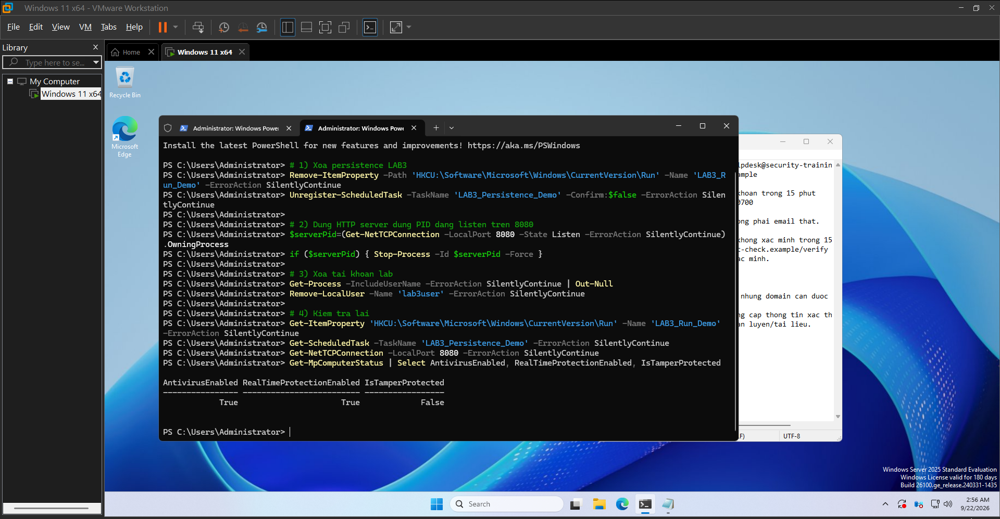 Windows 11 x64 - VMware Workstation
File Edit View VM Tabs Help
Library
Type here to se...
My Computer
Windows 11 x64
Home
Windows 11 x64
Recycle Bin
Microsoft
Edge
Administrator: Windows Power
Administrator: Windows Powe
Install the latest PowerShell for new features and improvements! https://aka.ms/PSWindows
PS C:\Users\Administrator> # 1) Xoa persistence LAB3
PS C:\Users\Administrator> Remove-ItemProperty -Path 'HKCU:\Software\Microsoft\Windows\CurrentVersion\Run' -Name 'LAB3_R
un_Demo' -ErrorAction SilentlyContinue
PS C:\Users\Administrator> Unregister-ScheduledTask -TaskName 'LAB3_Persistence_Demo' -Confirm:$false -ErrorAction Silen
tlyContinue
PS C:\Users\Administrator>
PS C:\Users\Administrator> # 2) Dung HTTP server dung PID dang listen tren 8080
PS C:\Users\Administrator> $serverPid=(Get-NetTCPConnection -LocalPort 8080 -State Listen -ErrorAction SilentlyContinue)
.OwningProcess
PS C:\Users\Administrator> if ($serverPid) { Stop-Process -Id $serverPid -Force }
PS C:\Users\Administrator>
PS C:\Users\Administrator> # 3) Xoa tai khoan lab
PS C:\Users\Administrator> Get-Process -IncludeUserName -ErrorAction SilentlyContinue | Out-Null
PS C:\Users\Administrator> Remove-LocalUser -Name 'lab3user' -ErrorAction SilentlyContinue
PS C:\Users\Administrator>
PS C:\Users\Administrator> # 4) Kiem tra lai
PS C:\Users\Administrator> Get-ItemProperty 'HKCU:\Software\Microsoft\Windows\CurrentVersion\Run' -Name 'LAB3_Run_Demo'
-ErrorAction SilentlyContinue
PS C:\Users\Administrator> Get-ScheduledTask -TaskName 'LAB3_Persistence_Demo' -ErrorAction SilentlyContinue
PS C:\Users\Administrator> Get-NetTCPConnection -LocalPort 8080 -ErrorAction SilentlyContinue
PS C:\Users\Administrator> Get-MpComputerStatus | Select AntivirusEnabled, RealTimeProtectionEnabled, IsTamperProtected
AntivirusEnabled RealTimeProtectionEnabled IsTamperProtected
---------------- ------------------------- -----------------
True True False
PS C:\Users\Administrator>
lpdesk@security-trainin
ample
khoan trong 15 phut
0700
ong phai email that.
khong xac minh trong 15
t-check.example/verify
ac minh.
nhung domain can duoc
ng cap thong tin xac th
an luyen/tai lieu.
LF)
UTF-8
Windows Server 2025 Standard Evaluation
Windows License valid for 180 days
Build 26100.ge_release.240331-1435
Search
2:56 AM
9/22/2026